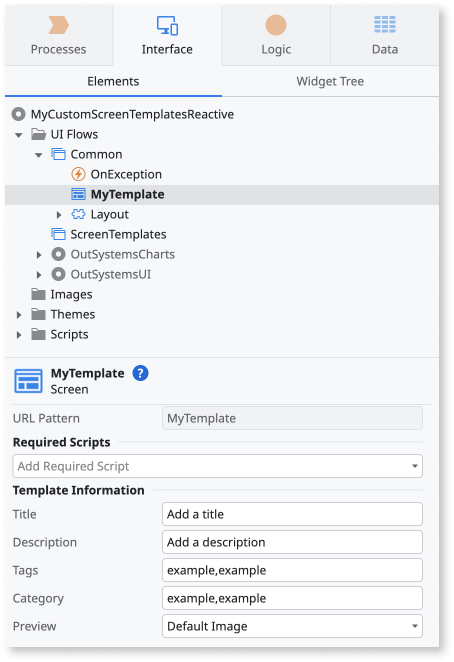 Processes Interface Logic Data
Elements Widget Tree
MyCustomScreenTemplatesReactive
UI Flows
Common
OnException
MyTemplate
Layout
ScreenTemplates
OutSystemsCharts
OutSystemsUI
Images
Themes
Scripts
MyTemplate ?
Screen
URL Pattern MyTemplate
Required Scripts
Add Required Script
Template Information
Title Add a title
Description Add a description
Tags example,example
Category example,example
Preview Default Image